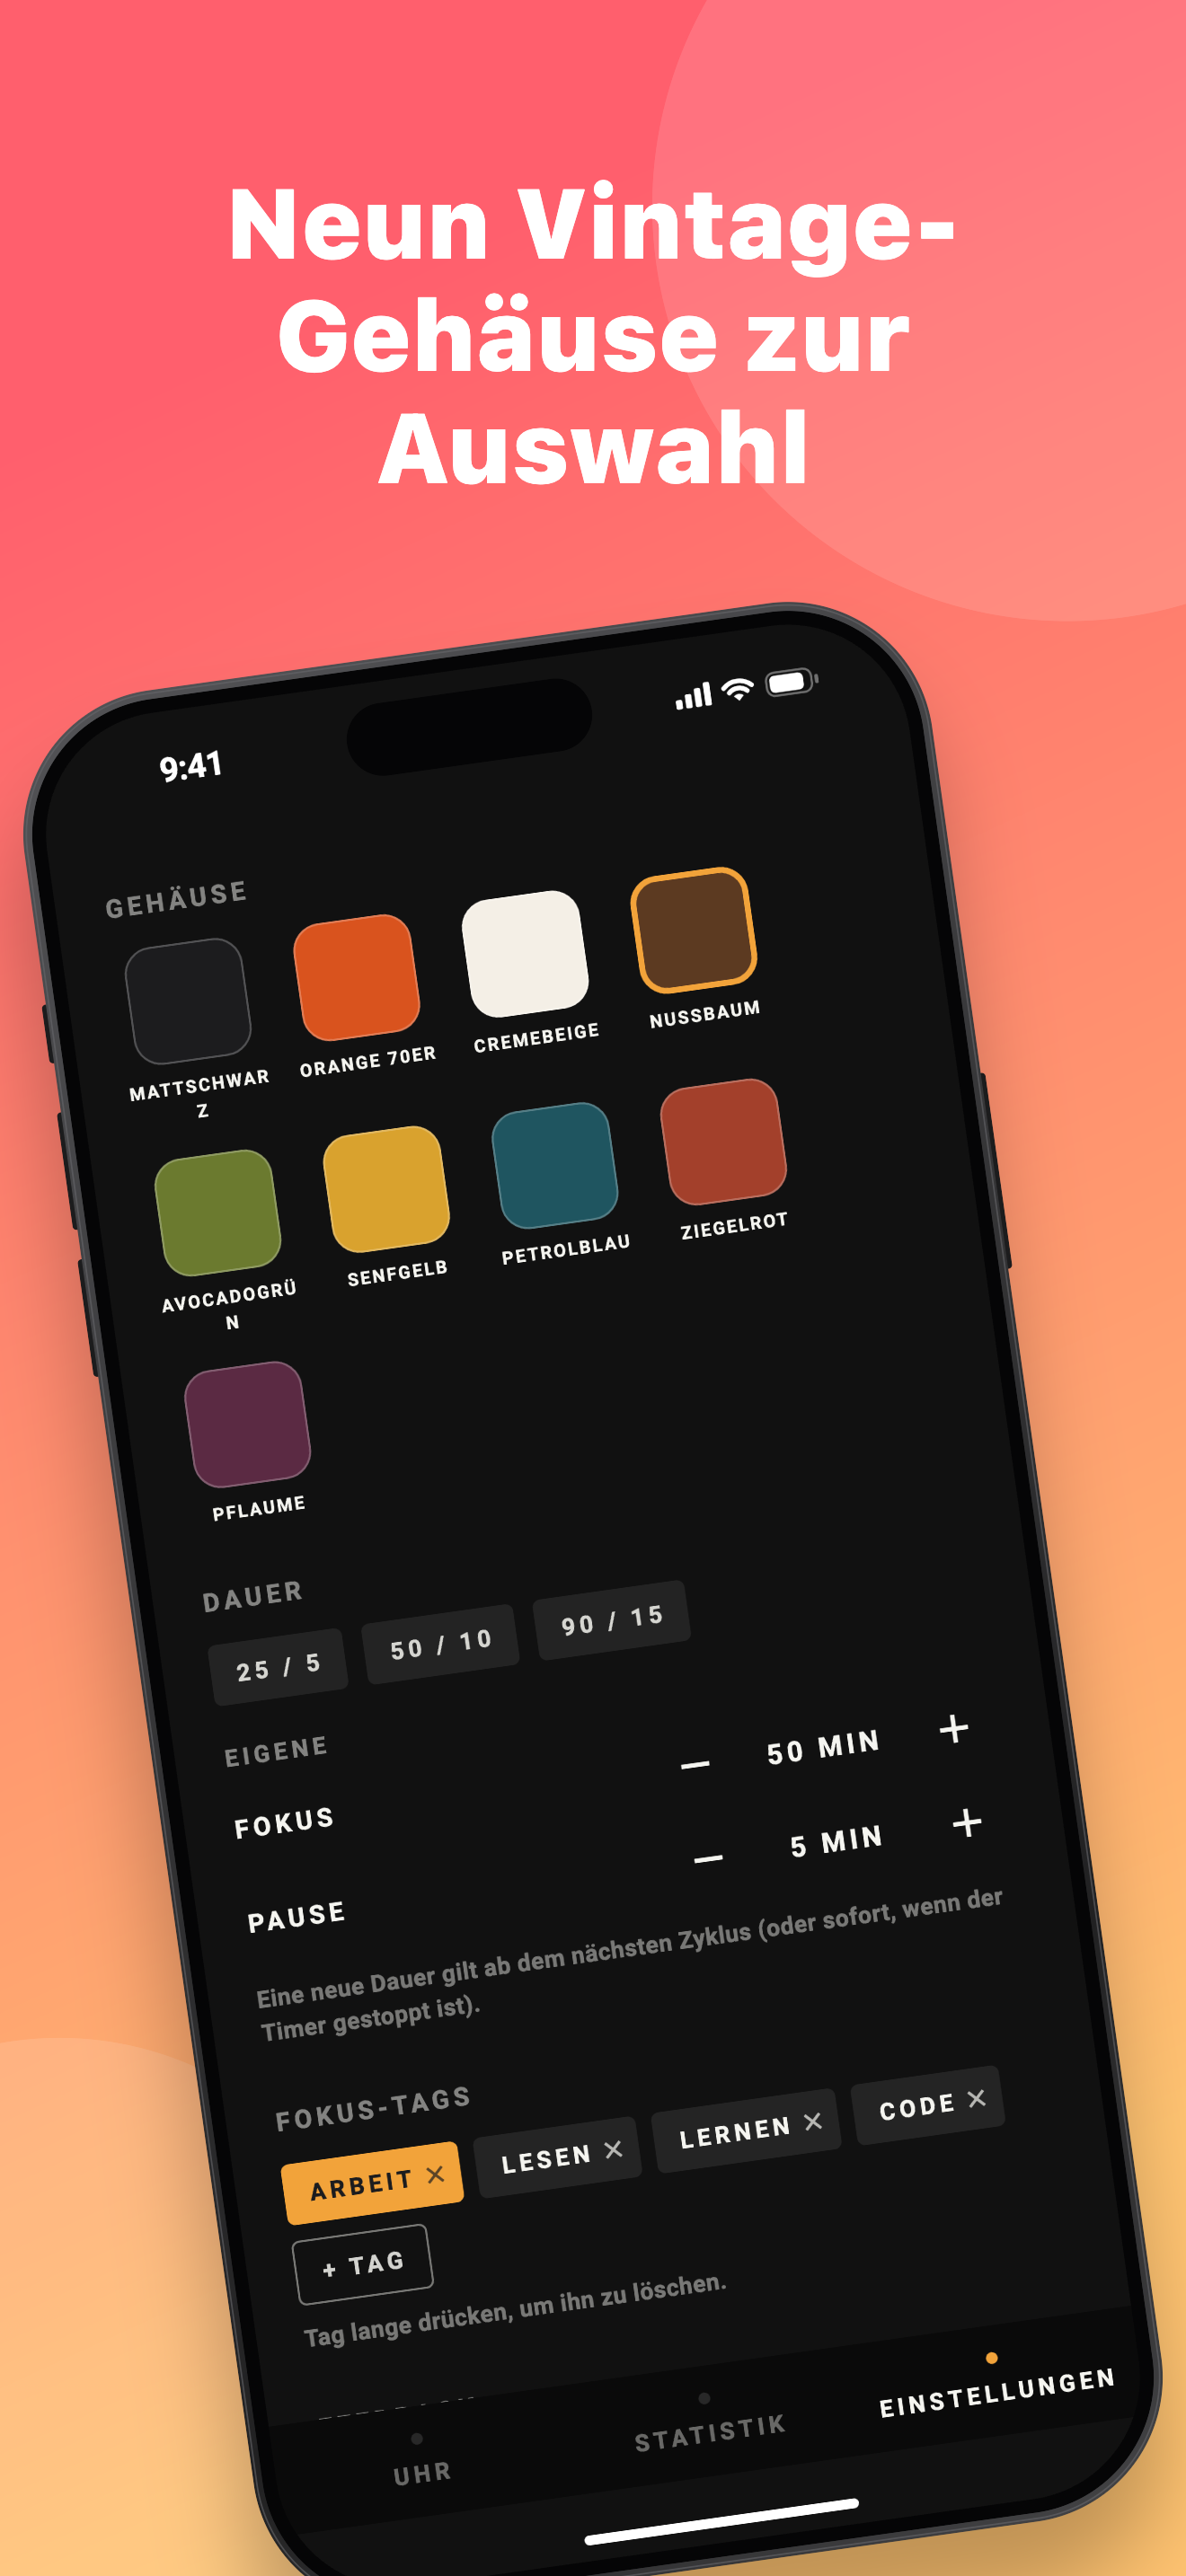 Neun Vintage-
Gehäuse zur
Auswahl
9:41
GEHÄUSE
MATTSCHWAR
Z
ORANGE 70ER
CREMEBEIGE
NUSSBAUM
AVOCADOGRÜ
N
SENFGELB
PETROLBLAU
ZIEGELROT
PFLAUME
DAUER
25 / 5
50 / 10
90 / 15
EIGENE
FOKUS
− 50 MIN +
PAUSE
− 5 MIN +
Eine neue Dauer gilt ab dem nächsten Zyklus (oder sofort, wenn der
Timer gestoppt ist).
FOKUS-TAGS
ARBEIT ×
LESEN ×
LERNEN ×
CODE ×
+ TAG
Tag lange drücken, um ihn zu löschen.
UHR
STATISTIK
EINSTELLUNGEN